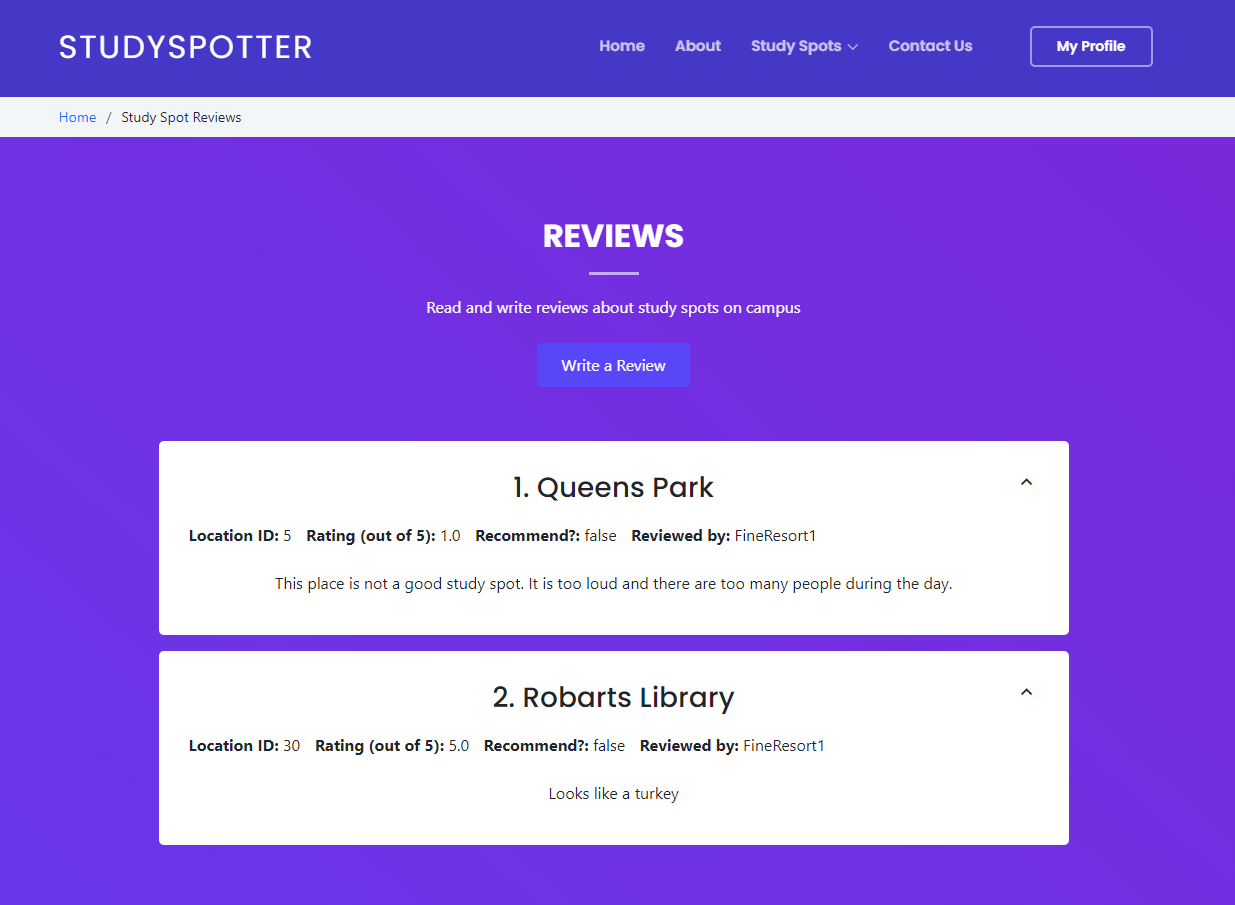 STUDYSPOTTER
Home About Study Spots Contact Us My Profile
Home / Study Spot Reviews
REVIEWS
Read and write reviews about study spots on campus
Write a Review
1. Queens Park
Location ID: 5 Rating (out of 5): 1.0 Recommend?: false Reviewed by: FineResort1
This place is not a good study spot. It is too loud and there are too many people during the day.
2. Robarts Library
Location ID: 30 Rating (out of 5): 5.0 Recommend?: false Reviewed by: FineResort1
Looks like a turkey